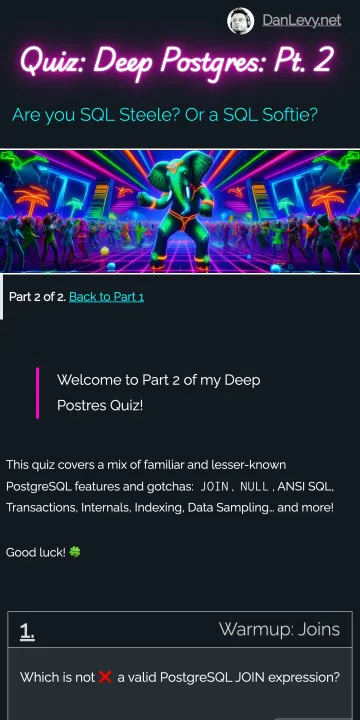 DanLevy.net
Quiz: Deep Postgres: Pt. 2
Are you SQL Steele? Or a SQL Softie?
Part 2 of 2. Back to Part 1
Welcome to Part 2 of my Deep
Postres Quiz!
This quiz covers a mix of familiar and lesser-known
PostgreSQL features and gotchas: JOIN, NULL, ANSI SQL,
Transactions, Internals, Indexing, Data Sampling… and more!
Good luck! 🍀
1.
Warmup: Joins
Which is not ❌ a valid PostgreSQL JOIN expression?